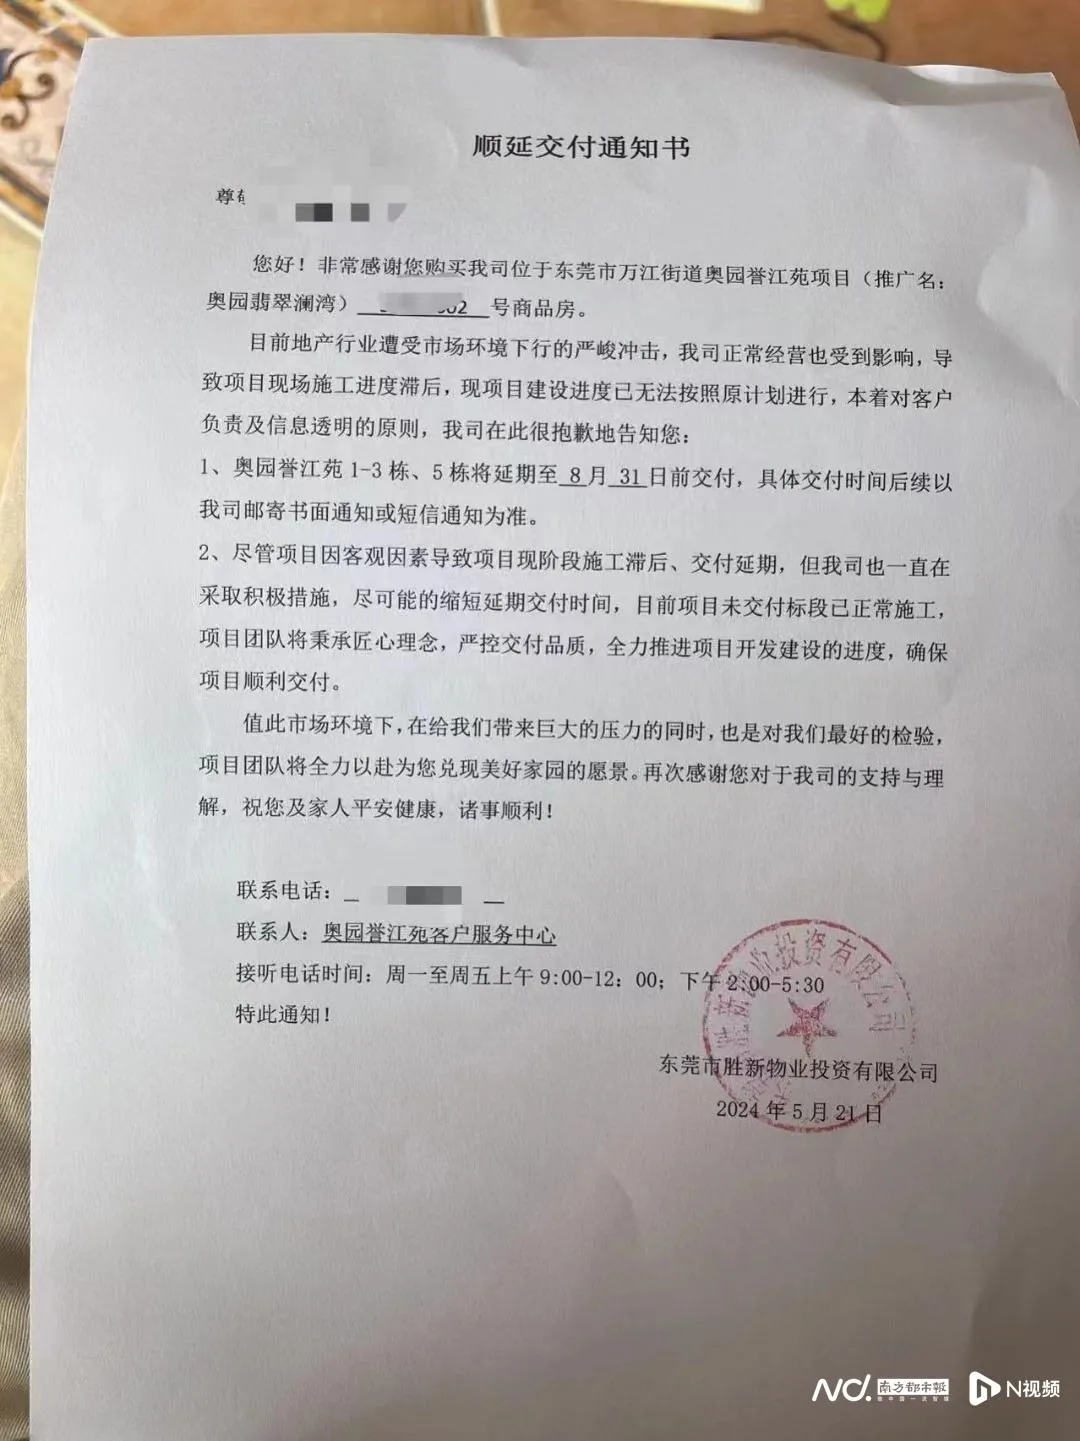 顺延交付通知书
尊
您好！非常感谢您购买我司位于东莞市万江街道奥园誉江苑项目（推广名：
奥园翡翠澜湾） 号商品房。
目前地产行业遭受市场环境下行的严峻冲击，我司正常经营也受到影响，导
致项目现场施工进度滞后，现项目建设进度已无法按照原计划进行，本着对客户
负责及信息透明的原则，我司在此很抱歉地告知您：
1、奥园誉江苑 1-3 栋、5 栋将延期至 8 月 31 日前交付，具体交付时间后续以
我司邮寄书面通知或短信通知为准。
2、尽管项目因客观因素导致项目现阶段施工滞后、交付延期，但我司也一直在
采取积极措施，尽可能的缩短延期交付时间，目前项目未交付标段已正常施工，
项目团队将秉承匠心理念，严控交付品质，全力推进项目开发建设的进度，确保
项目顺利交付。
值此市场环境下，在给我们带来巨大的压力的同时，也是对我们最好的检验，
项目团队将全力以赴为您兑现美好家园的愿景。再次感谢您对于我司的支持与理
解，祝您及家人平安健康，诸事顺利！
联系电话：
联系人：奥园誉江苑客户服务中心
接听电话时间：周一至周五上午 9:00-12：00；下午 2:00-5:30
特此通知！
东莞市胜新物业投资有限公司
2024 年 5 月 21 日
N视频
南方都市报